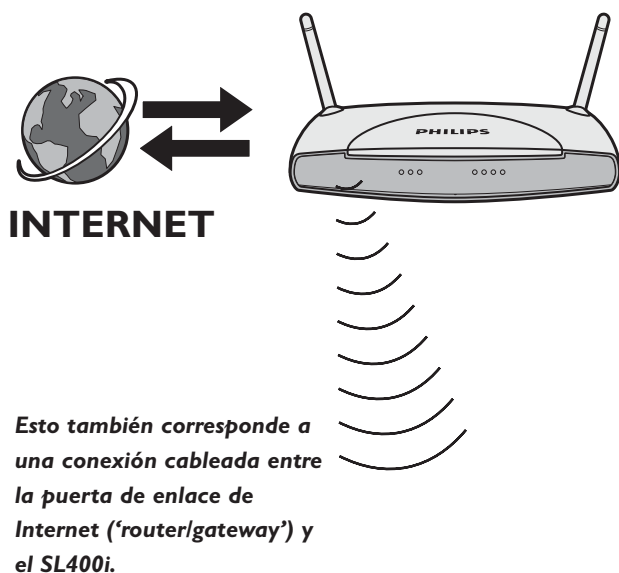 PHILIPS
INTERNET
Esto también corresponde a
una conexión cableada entre
la puerta de enlace de
Internet (‘router/gateway’) y
el SL400i.